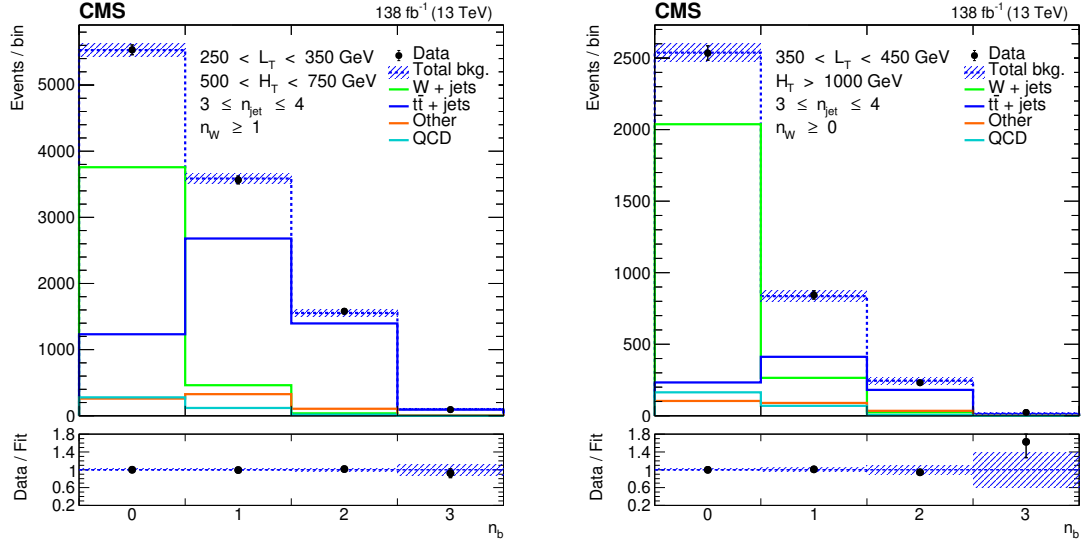 CMS
138 fb⁻¹ (13 TeV)
Events / bin
5000
4000
3000
2000
1000
0
250 < L_T < 350 GeV
500 < H_T < 750 GeV
3 ≤ n_jet ≤ 4
n_W ≥ 1
Data
Total bkg.
W + jets
tt̄ + jets
Other
QCD
Data / Fit
1.8
1.4
1
0.6
0.2
0 1 2 3
n_b
CMS
138 fb⁻¹ (13 TeV)
Events / bin
2500
2000
1500
1000
500
0
350 < L_T < 450 GeV
H_T > 1000 GeV
3 ≤ n_jet ≤ 4
n_W ≥ 0
Data
Total bkg.
W + jets
tt̄ + jets
Other
QCD
Data / Fit
1.8
1.4
1
0.6
0.2
0 1 2 3
n_b